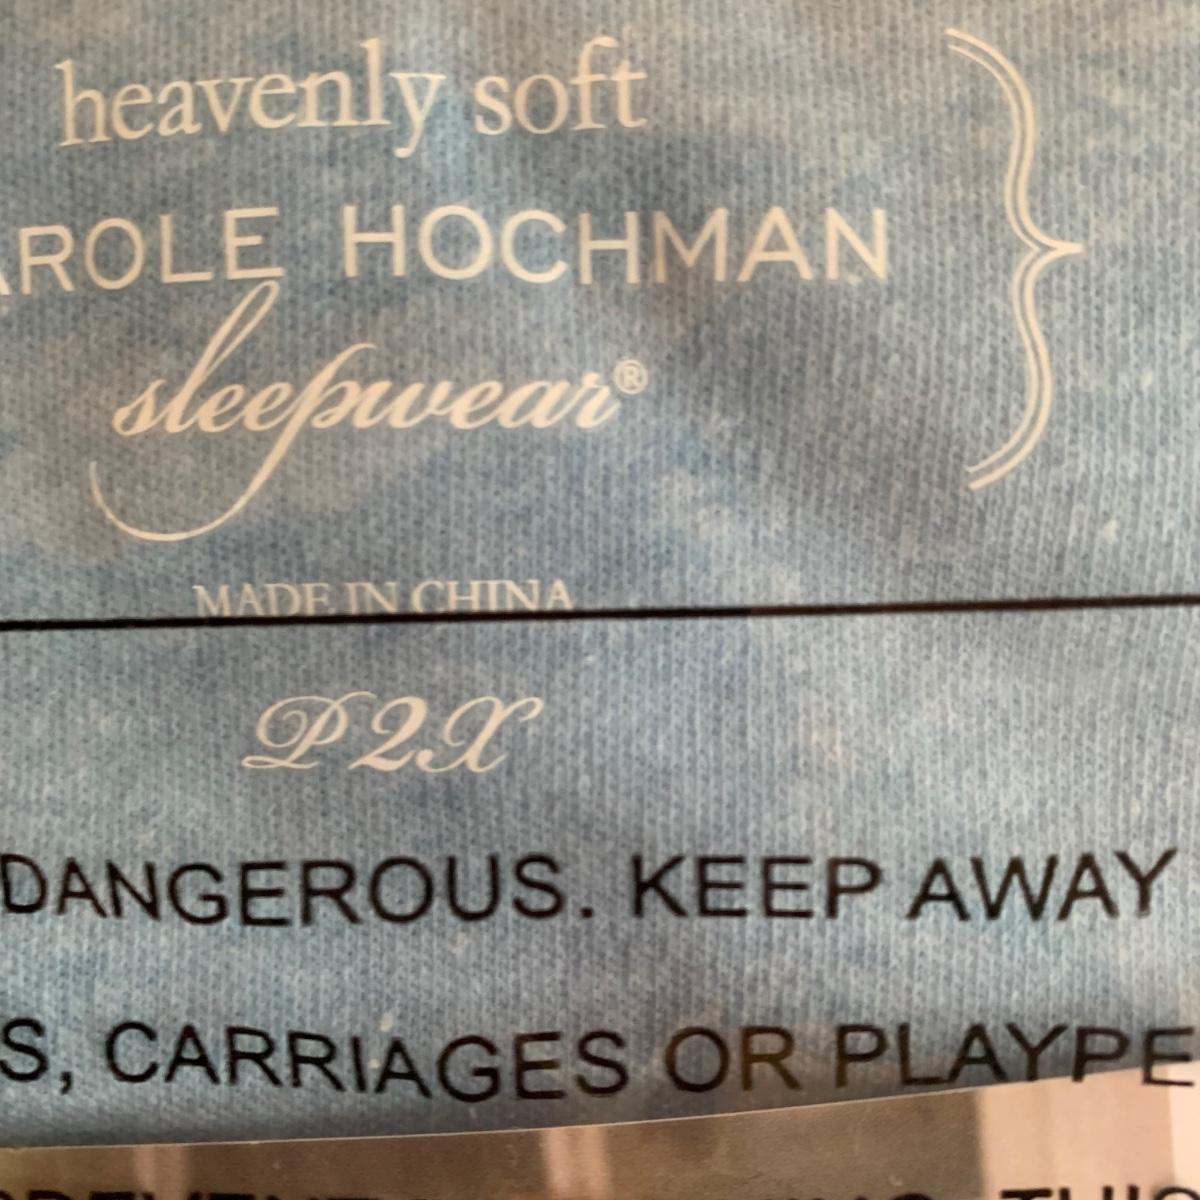 heavenly soft
AROLE HOCHMAN
sleepwear®
MADE IN CHINA
P2X
DANGEROUS. KEEP AWAY
S, CARRIAGES OR PLAYPE